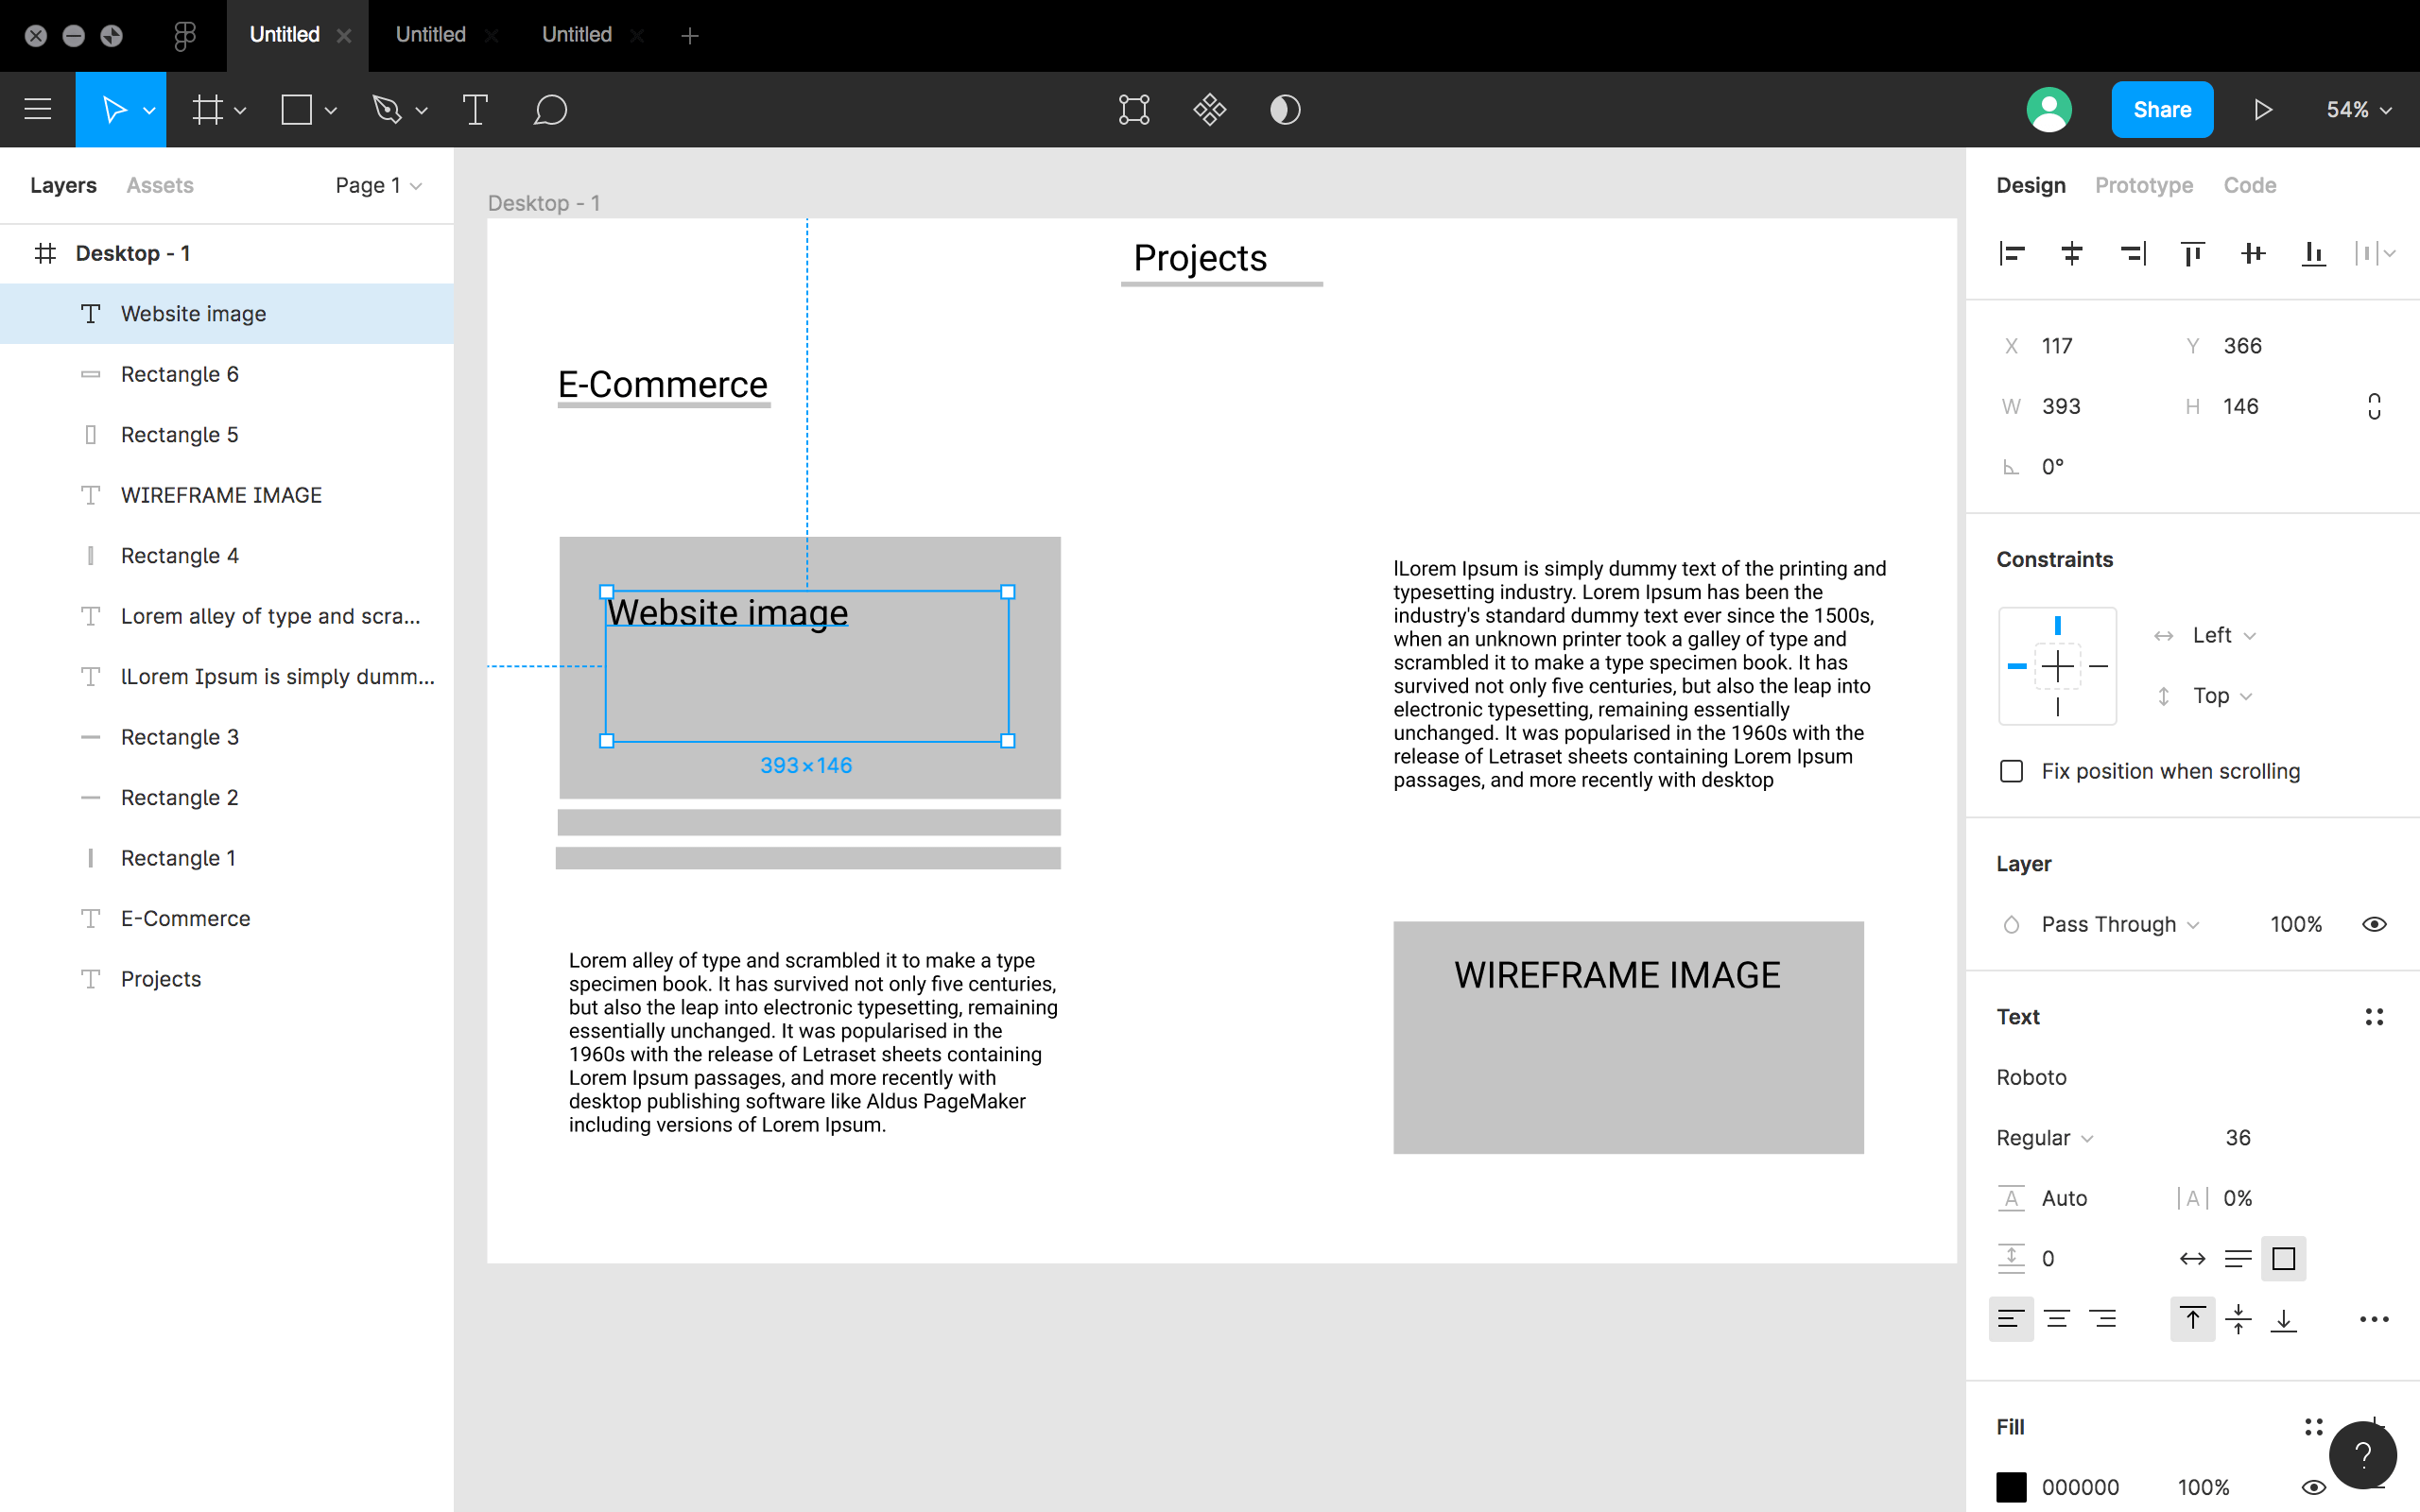 Untitled
Untitled
Untitled
Share
54%
Layers
Assets
Page 1
Desktop - 1
Website image
Rectangle 6
Rectangle 5
WIREFRAME IMAGE
Rectangle 4
Lorem alley of type and scra...
lLorem Ipsum is simply dumm...
Rectangle 3
Rectangle 2
Rectangle 1
E-Commerce
Projects
Desktop - 1
Projects
E-Commerce
Website image
393×146
lLorem Ipsum is simply dummy text of the printing and
typesetting industry. Lorem Ipsum has been the
industry's standard dummy text ever since the 1500s,
when an unknown printer took a galley of type and
scrambled it to make a type specimen book. It has
survived not only five centuries, but also the leap into
electronic typesetting, remaining essentially
unchanged. It was popularised in the 1960s with the
release of Letraset sheets containing Lorem Ipsum
passages, and more recently with desktop
Lorem alley of type and scrambled it to make a type
specimen book. It has survived not only five centuries,
but also the leap into electronic typesetting, remaining
essentially unchanged. It was popularised in the
1960s with the release of Letraset sheets containing
Lorem Ipsum passages, and more recently with
desktop publishing software like Aldus PageMaker
including versions of Lorem Ipsum.
WIREFRAME IMAGE
Design
Prototype
Code
X 117
Y 366
W 393
H 146
0°
Constraints
Left
Top
Fix position when scrolling
Layer
Pass Through
100%
Text
Roboto
Regular
36
A Auto
|A| 0%
0
Fill
?
000000
100%